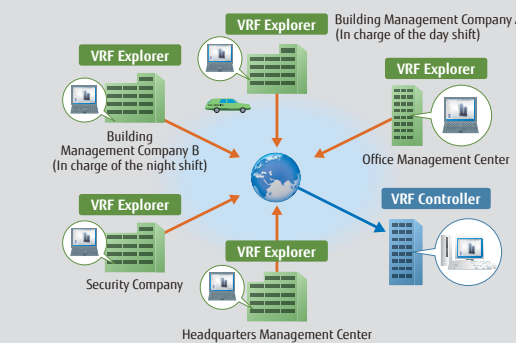 VRF Explorer
Building Management Company A
(In charge of the day shift)
VRF Explorer
Building
Management Company B
(In charge of the night shift)
VRF Explorer
Office Management Center
VRF Controller
VRF Explorer
Security Company
VRF Explorer
Headquarters Management Center